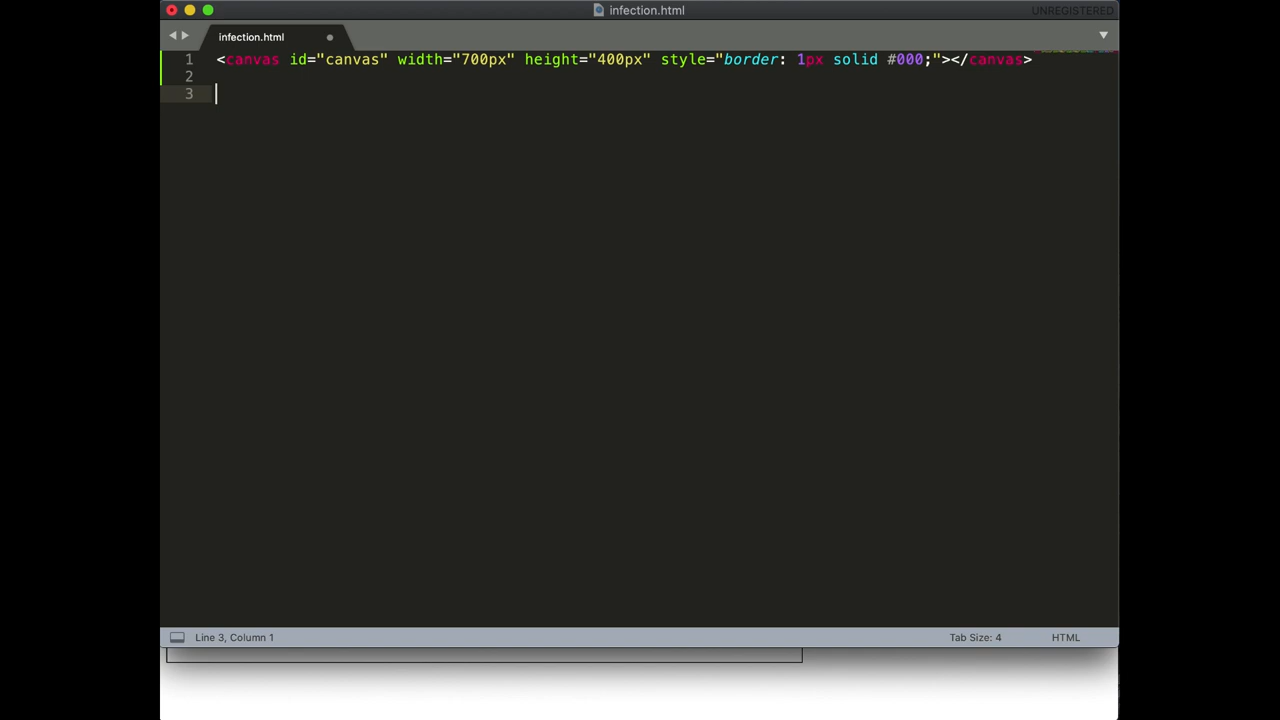 infection.html
UNREGISTERED
infection.html
1 <canvas id="canvas" width="700px" height="400px" style="border: 1px solid #000;"></canvas>
2
3
Line 3, Column 1
Tab Size: 4
HTML